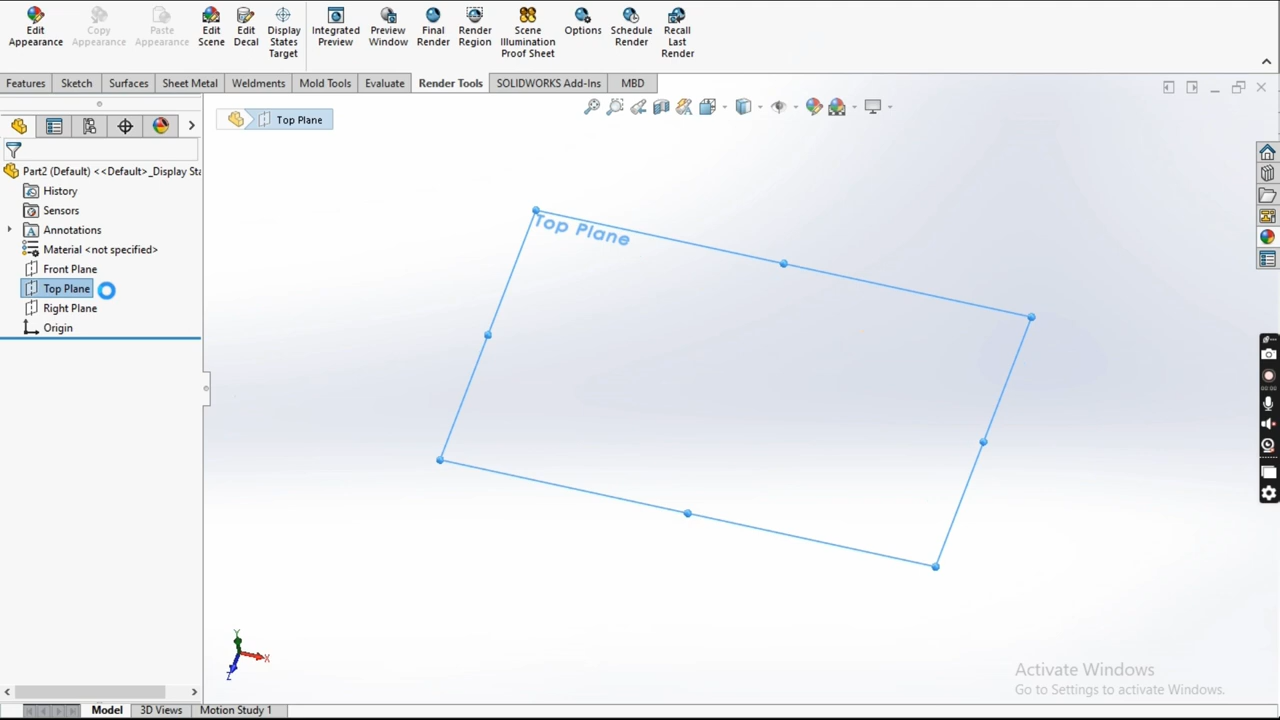 Edit Appearance
Copy Appearance
Paste Appearance
Edit Scene
Edit Decal
Display States Target
Integrated Preview
Preview Window
Final Render
Render Region
Scene Illumination Proof Sheet
Options
Schedule Render
Recall Last Render
Features Sketch Surfaces Sheet Metal Weldments Mold Tools Evaluate Render Tools SOLIDWORKS Add-Ins MBD
Top Plane
Part2 (Default) <<Default>_Display Sta
History
Sensors
Annotations
Material <not specified>
Front Plane
Top Plane
Right Plane
Origin
Top Plane
Y
X
Z
Activate Windows
Go to Settings to activate Windows.
Model 3D Views Motion Study 1